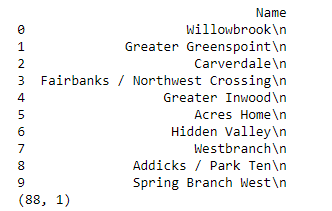 Name
0 Willowbrook\n
1 Greater Greenspoint\n
2 Carverdale\n
3 Fairbanks / Northwest Crossing\n
4 Greater Inwood\n
5 Acres Home\n
6 Hidden Valley\n
7 Westbranch\n
8 Addicks / Park Ten\n
9 Spring Branch West\n
(88, 1)